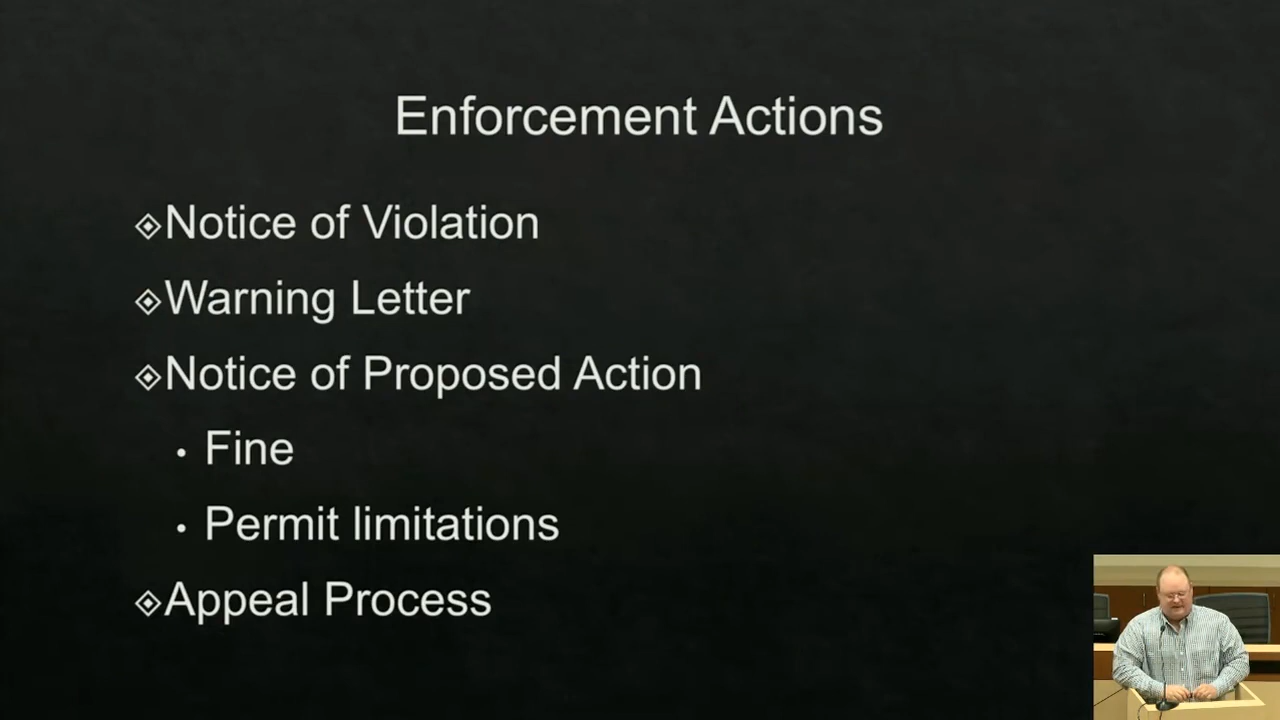 Enforcement Actions
Notice of Violation
Warning Letter
Notice of Proposed Action
Fine
Permit limitations
Appeal Process